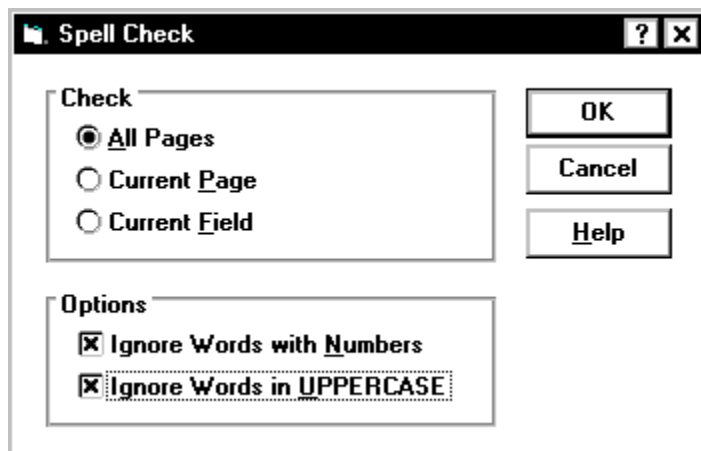 Spell Check
Check
All Pages
Current Page
Current Field
OK
Cancel
Help
Options
Ignore Words with Numbers
Ignore Words in UPPERCASE